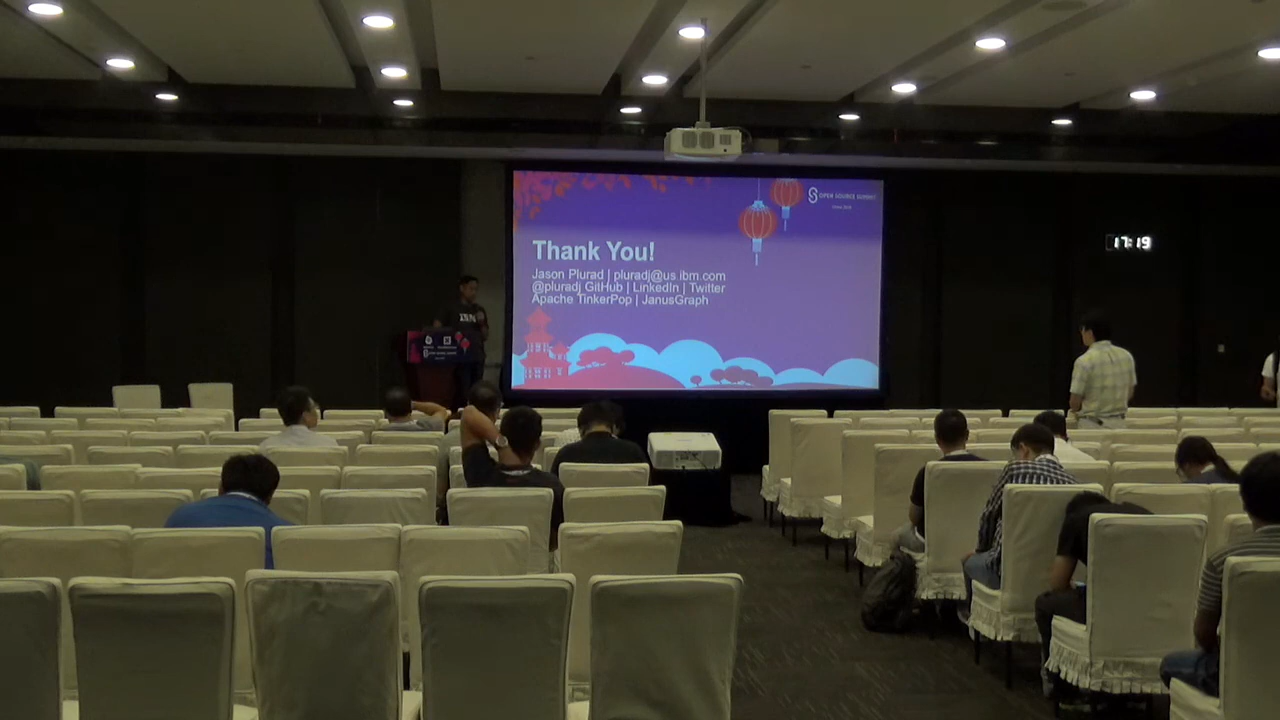 OPEN SOURCE SUMMIT
Thank You!
Jason Plurad | pluradj@us.ibm.com
@pluradj GitHub | LinkedIn | Twitter
Apache TinkerPop | JanusGraph
17:19